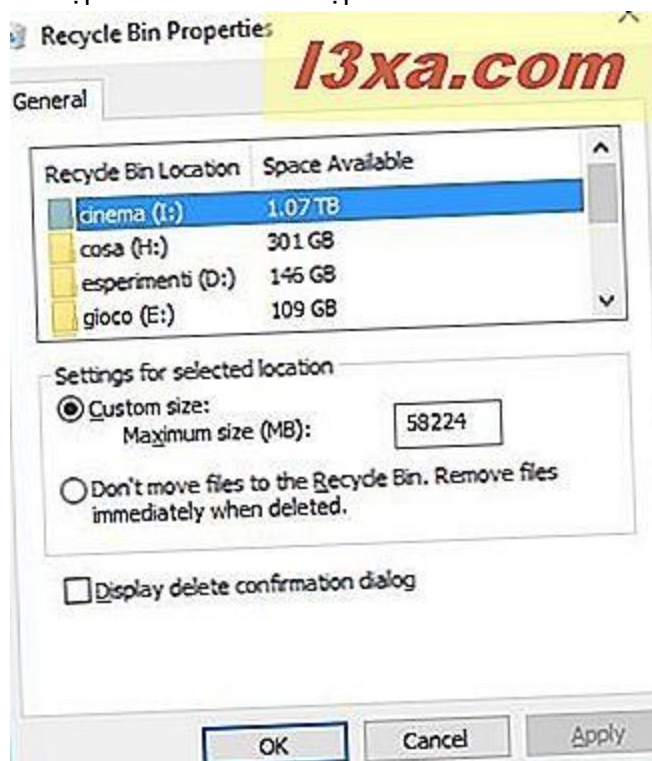 Recycle Bin Properties
l3xa.com
General
Recycle Bin Location Space Available
cinema (I:) 1.07 TB
cosa (H:) 301 GB
esperimenti (D:) 146 GB
gioco (E:) 109 GB
Settings for selected location
Custom size:
Maximum size (MB): 58224
Don't move files to the Recycle Bin. Remove files
immediately when deleted.
Display delete confirmation dialog
OK Cancel Apply